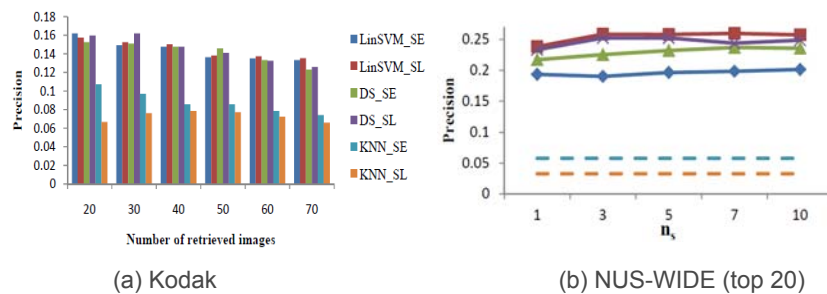 0.18
0.16
0.14
0.12
0.1
0.08
0.06
0.04
0.02
0
Precision
20 30 40 50 60 70
Number of retrieved images
LinSVM_SE
LinSVM_SL
DS_SE
DS_SL
KNN_SE
KNN_SL
(a) Kodak
0.25
0.2
0.15
0.1
0.05
0
Precision
1 3 5 7 10
ns
(b) NUS-WIDE (top 20)